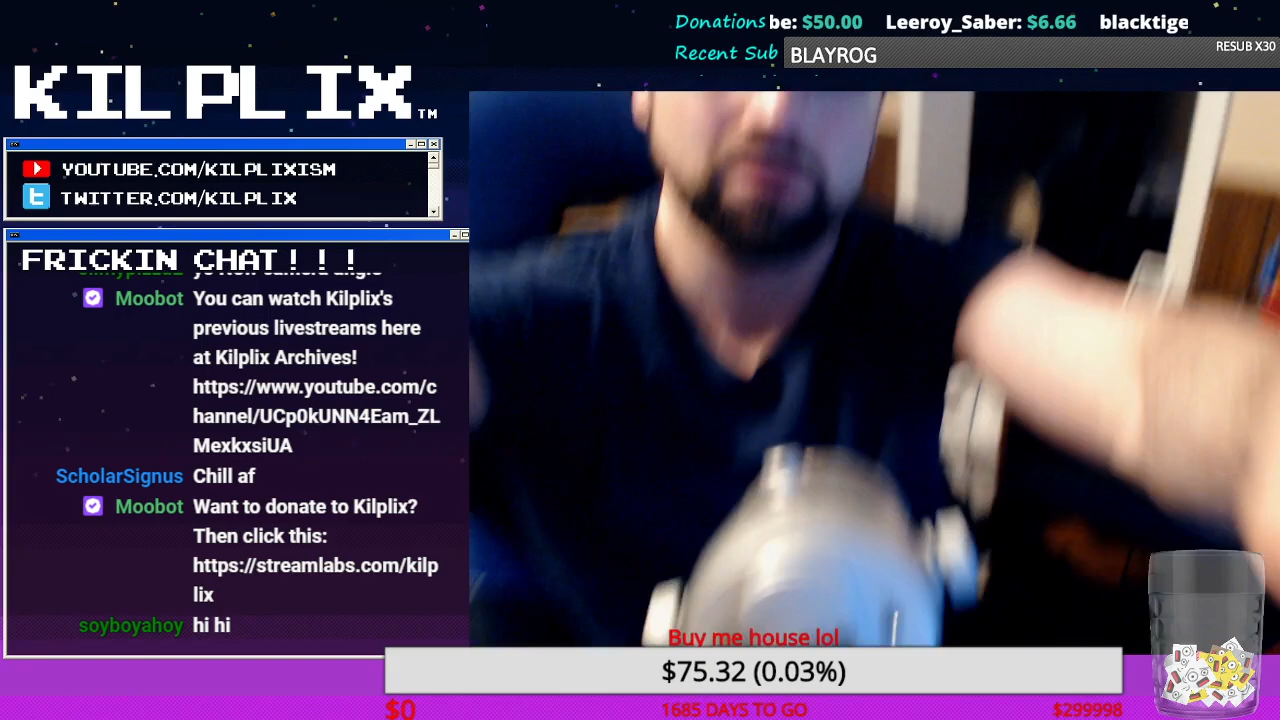 Donations be: $50.00 Leeroy_Saber: $6.66 blacktige
Recent Sub BLAYROG RESUB X30
KILPLIX™
YOUTUBE.COM/KILPLIXISM
TWITTER.COM/KILPLIX
FRICKIN CHAT!!!
Moobot You can watch Kilplix's
previous livestreams here
at Kilplix Archives!
https://www.youtube.com/c
hannel/UCp0kUNN4Eam_ZL
MexkxsiUA
ScholarSignus Chill af
Moobot Want to donate to Kilplix?
Then click this:
https://streamlabs.com/kilp
lix
soyboyahoy hi hi
Buy me house lol
$75.32 (0.03%)
$0 1685 DAYS TO GO $299998